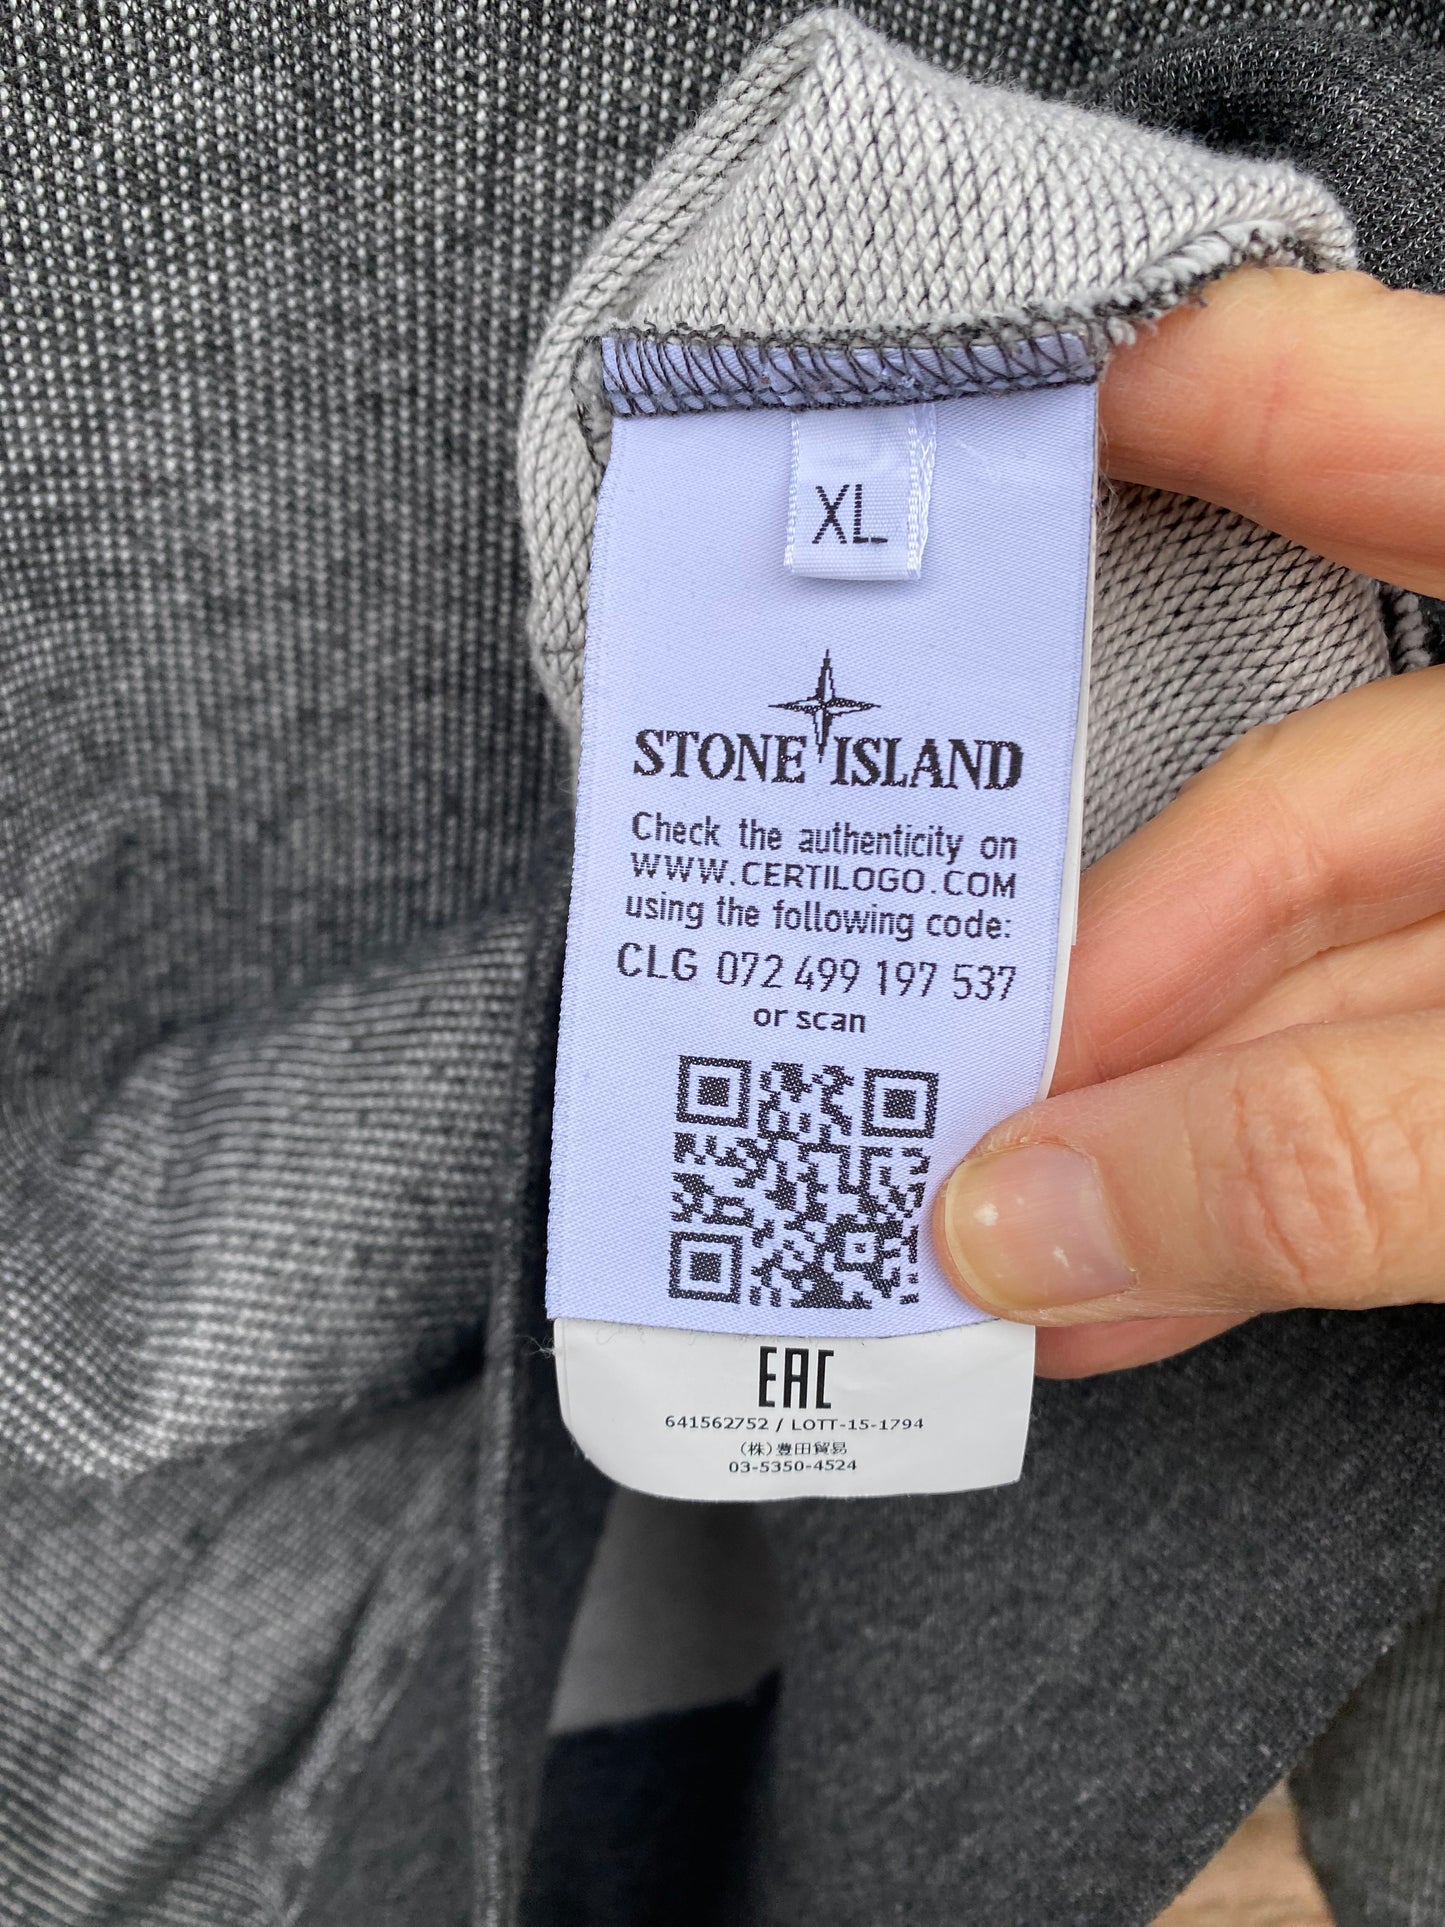 XL
STONE ISLAND
Check the authenticity on
WWW.CERTILOGO.COM
using the following code:
CLG 072 499 197 537
or scan
EAC
641562752 / LOTT-15-1794
(株)豊田貿易
03-5350-4524